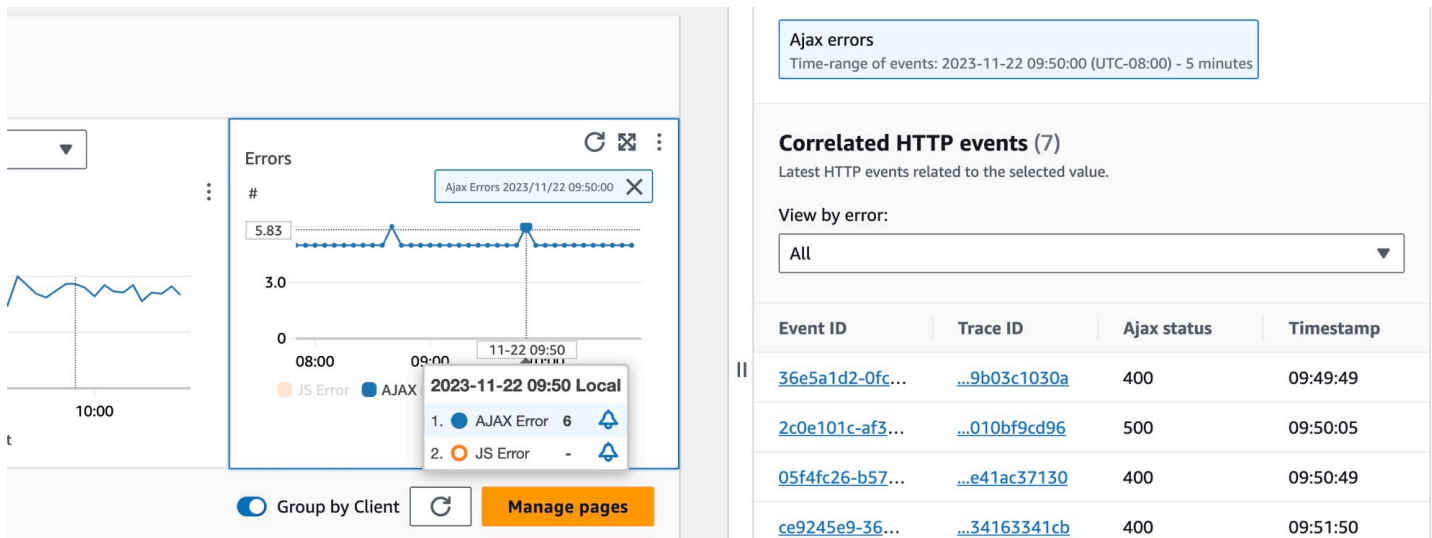 Errors
#
Ajax Errors 2023/11/22 09:50:00
5.83
3.0
0
08:00
09:00
11-22 09:50
JS Error
AJAX
2023-11-22 09:50 Local
1. AJAX Error 6
2. JS Error -
10:00
t
Group by Client
Manage pages
Ajax errors
Time-range of events: 2023-11-22 09:50:00 (UTC-08:00) - 5 minutes
Correlated HTTP events (7)
Latest HTTP events related to the selected value.
View by error:
All
Event ID Trace ID Ajax status Timestamp
36e5a1d2-0fc... ...9b03c1030a 400 09:49:49
2c0e101c-af3... ...010bf9cd96 500 09:50:05
05f4fc26-b57... ...e41ac37130 400 09:50:49
ce9245e9-36... ...34163341cb 400 09:51:50